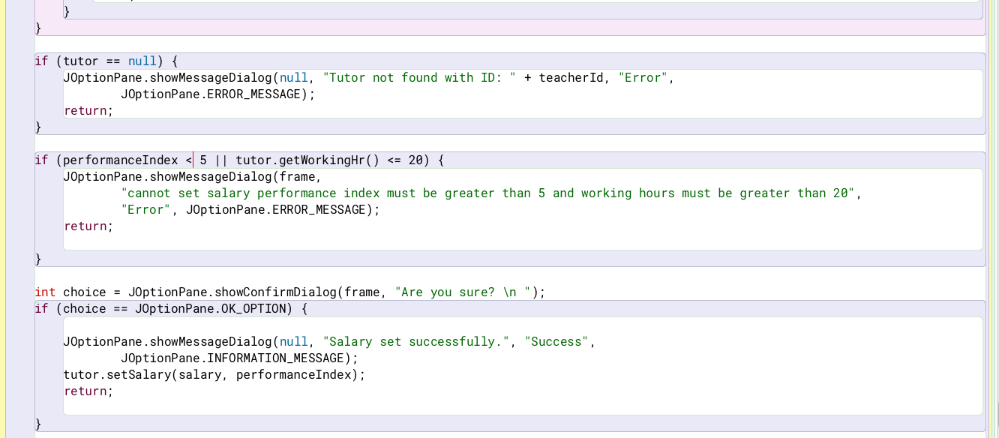 }
}
if (tutor == null) {
JOptionPane.showMessageDialog(null, "Tutor not found with ID: " + teacherId, "Error",
JOptionPane.ERROR_MESSAGE);
return;
}
if (performanceIndex < 5 || tutor.getWorkingHr() <= 20) {
JOptionPane.showMessageDialog(frame,
"cannot set salary performance index must be greater than 5 and working hours must be greater than 20",
"Error", JOptionPane.ERROR_MESSAGE);
return;
}
int choice = JOptionPane.showConfirmDialog(frame, "Are you sure? \n ");
if (choice == JOptionPane.OK_OPTION) {
JOptionPane.showMessageDialog(null, "Salary set successfully.", "Success",
JOptionPane.INFORMATION_MESSAGE);
tutor.setSalary(salary, performanceIndex);
return;
}